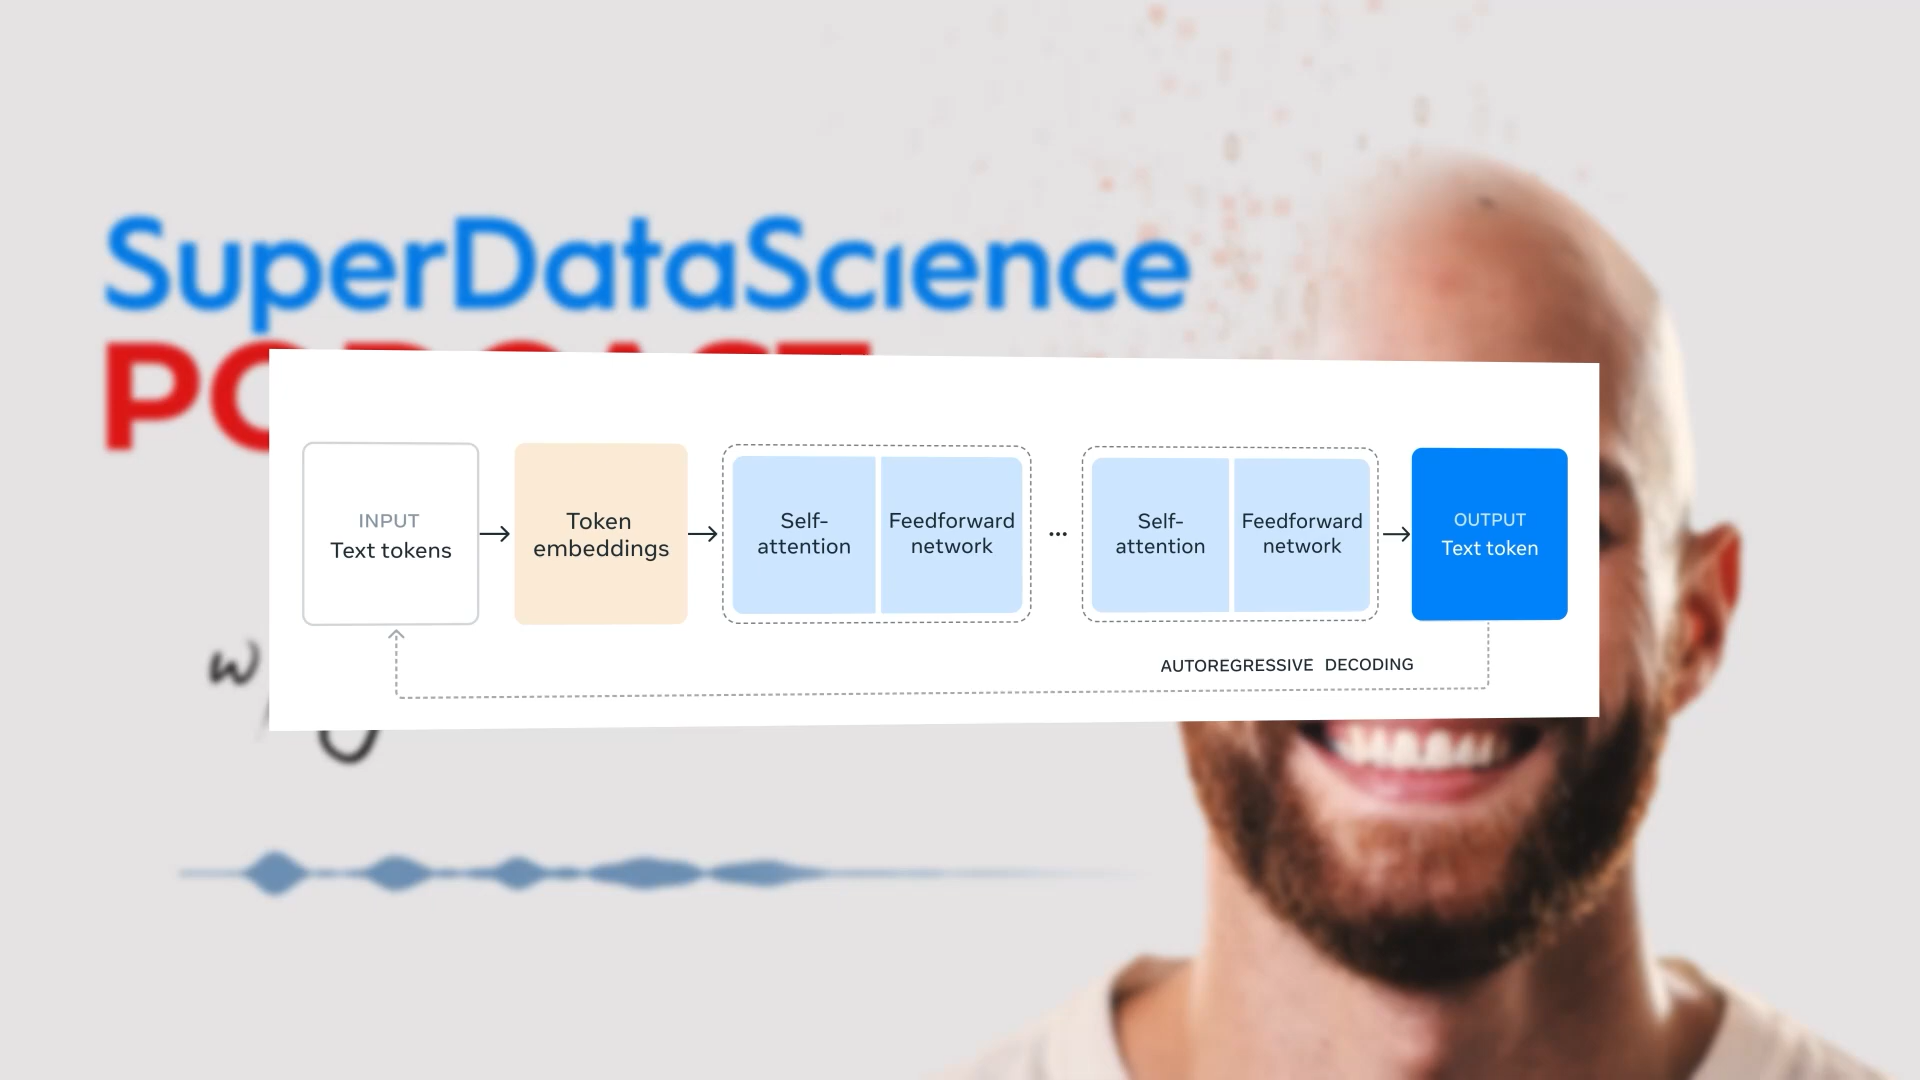 SuperDataScience
PODCAST
INPUT
Text tokens
Token
embeddings
Self-
attention
Feedforward
network
...
Self-
attention
Feedforward
network
OUTPUT
Text token
AUTOREGRESSIVE DECODING
w/